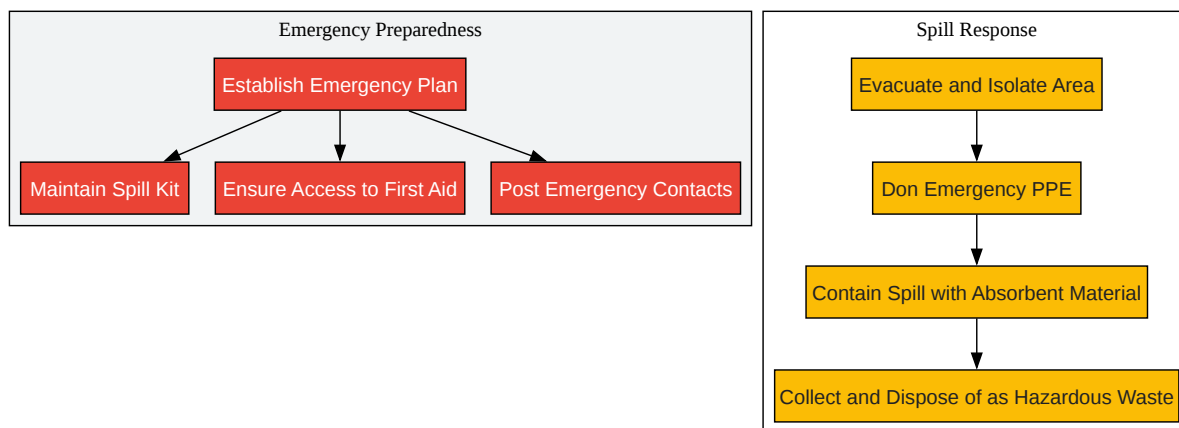 Emergency Preparedness
Establish Emergency Plan
Maintain Spill Kit
Ensure Access to First Aid
Post Emergency Contacts
Spill Response
Evacuate and Isolate Area
Don Emergency PPE
Contain Spill with Absorbent Material
Collect and Dispose of as Hazardous Waste